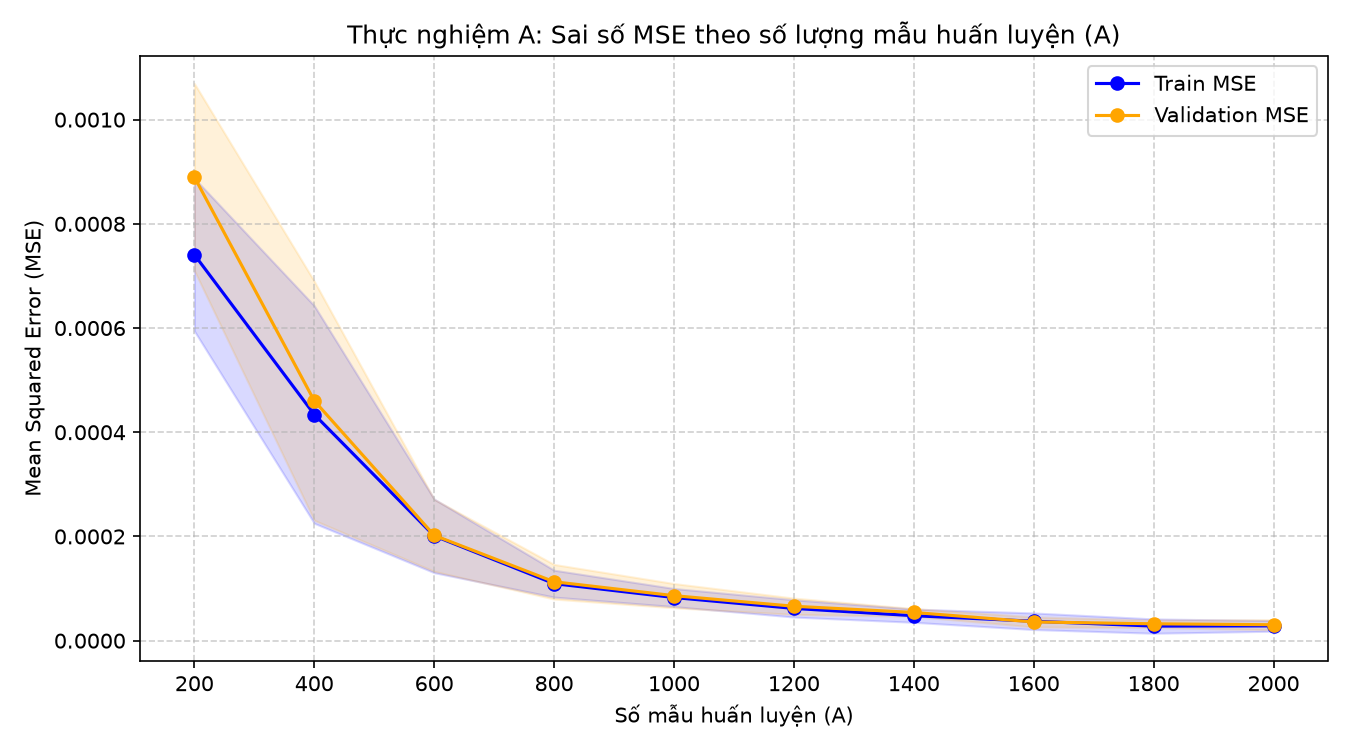 Thực nghiệm A: Sai số MSE theo số lượng mẫu huấn luyện (A)
Train MSE
Validation MSE
Mean Squared Error (MSE)
0.0010
0.0008
0.0006
0.0004
0.0002
0.0000
200 400 600 800 1000 1200 1400 1600 1800 2000
Số mẫu huấn luyện (A)